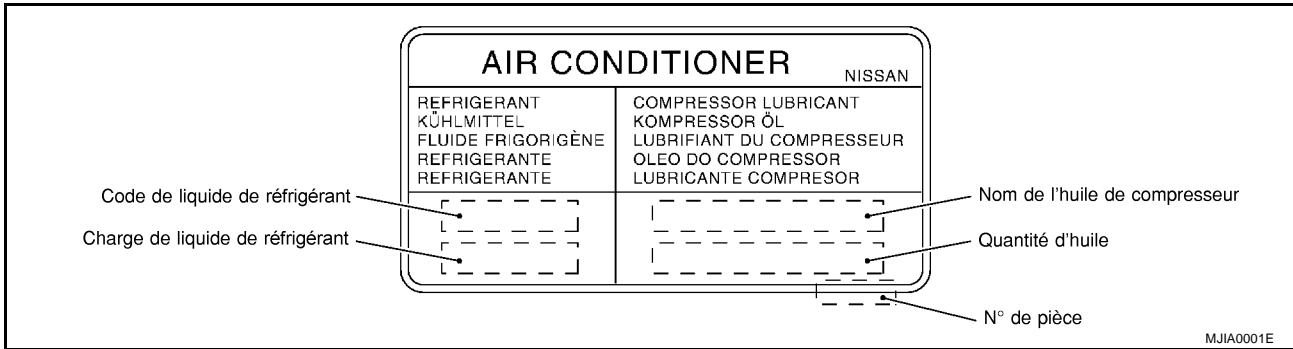 AIR CONDITIONER
NISSAN
REFRIGERANT
KÜHLMITTEL
FLUIDE FRIGORIGÈNE
REFRIGERANTE
REFRIGERANTE
COMPRESSOR LUBRICANT
KOMPRESSOR ÖL
LUBRIFIANT DU COMPRESSEUR
OLEO DO COMPRESSOR
LUBRICANTE COMPRESOR
Code de liquide de réfrigérant
Charge de liquide de réfrigérant
Nom de l'huile de compresseur
Quantité d'huile
N° de pièce
MJIA0001E